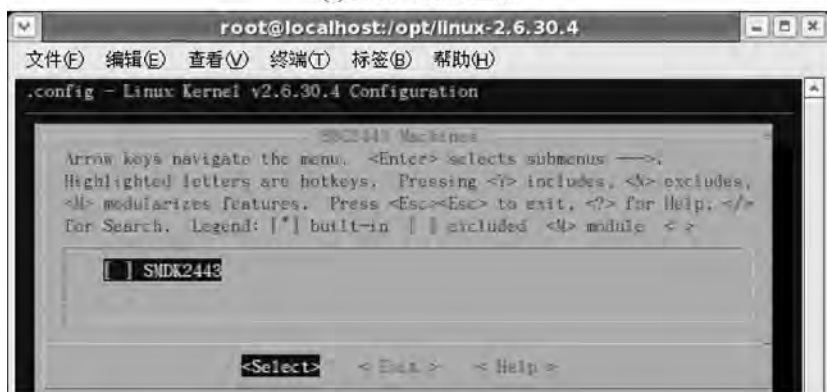 root@localhost:/opt/linux-2.6.30.4
文件(F) 编辑(E) 查看(V) 终端(T) 标签(B) 帮助(H)
.config - Linux Kernel v2.6.30.4 Configuration
Machines
Arrow keys navigate the menu. <Enter> selects submenus --->.
Highlighted letters are hotkeys. Pressing <Y> includes, <N> excludes,
<M> modularizes features. Press <Esc><Esc> to exit, <?> for Help, </>
for Search. Legend: [*] built-in [ ] excluded <M> module < >
[ ] SMDK2443
<Select> < Exit > < Help >